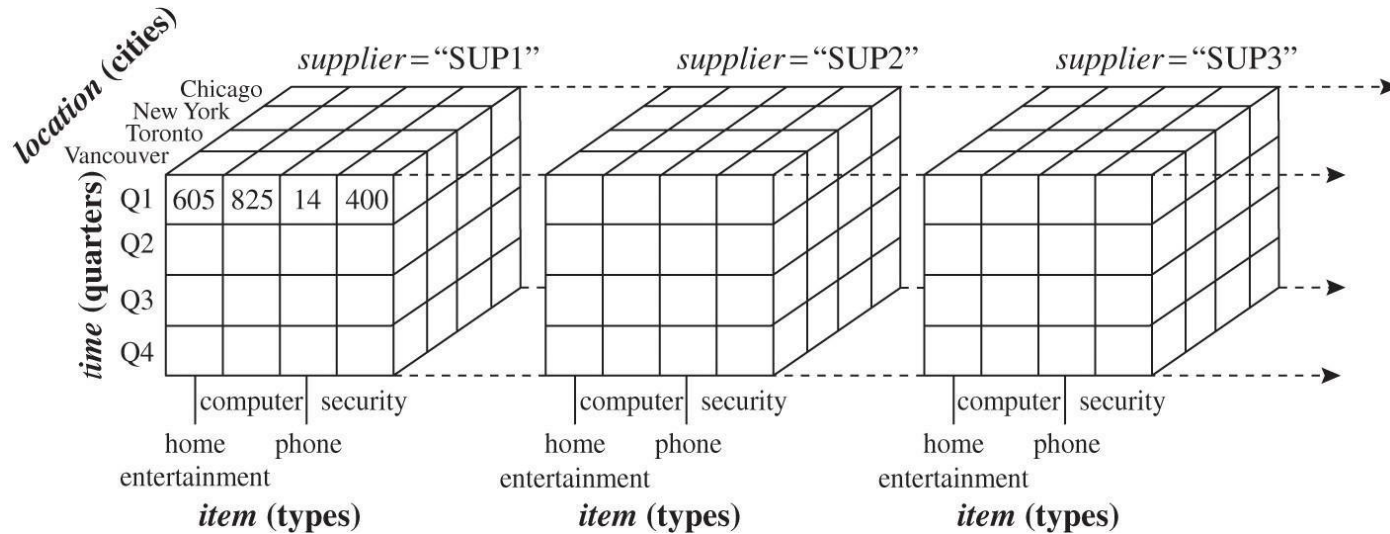 supplier = “SUP1” supplier = “SUP2” supplier = “SUP3”
location (cities)
Chicago
New York
Toronto
Vancouver
time (quarters)
Q1 605 825 14 400
Q2
Q3
Q4
computer security computer security computer security
home phone home phone home phone
entertainment entertainment entertainment
item (types) item (types) item (types)